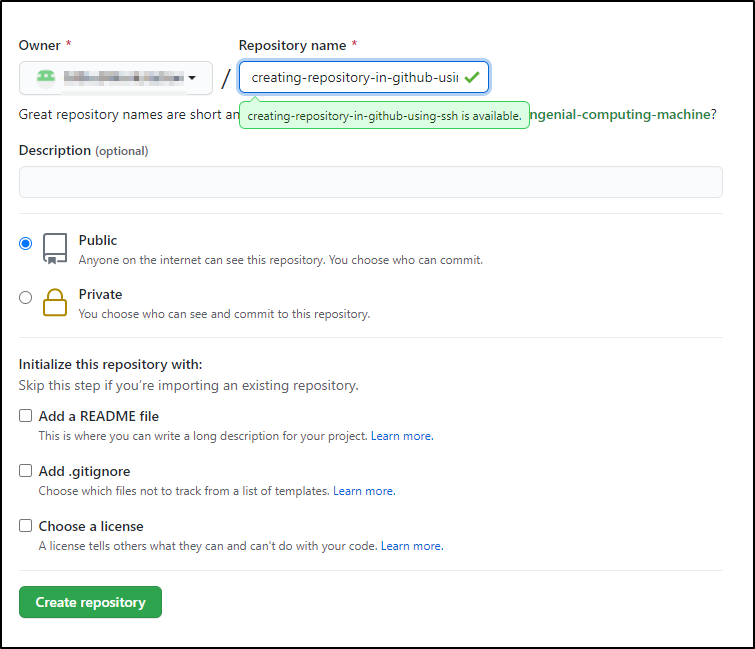 Owner *
Repository name *
/
creating-repository-in-github-usin
Great repository names are short an
ngenial-computing-machine?
creating-repository-in-github-using-ssh is available.
Description (optional)
Public
Anyone on the internet can see this repository. You choose who can commit.
Private
You choose who can see and commit to this repository.
Initialize this repository with:
Skip this step if you're importing an existing repository.
Add a README file
This is where you can write a long description for your project. Learn more.
Add .gitignore
Choose which files not to track from a list of templates. Learn more.
Choose a license
A license tells others what they can and can't do with your code. Learn more.
Create repository